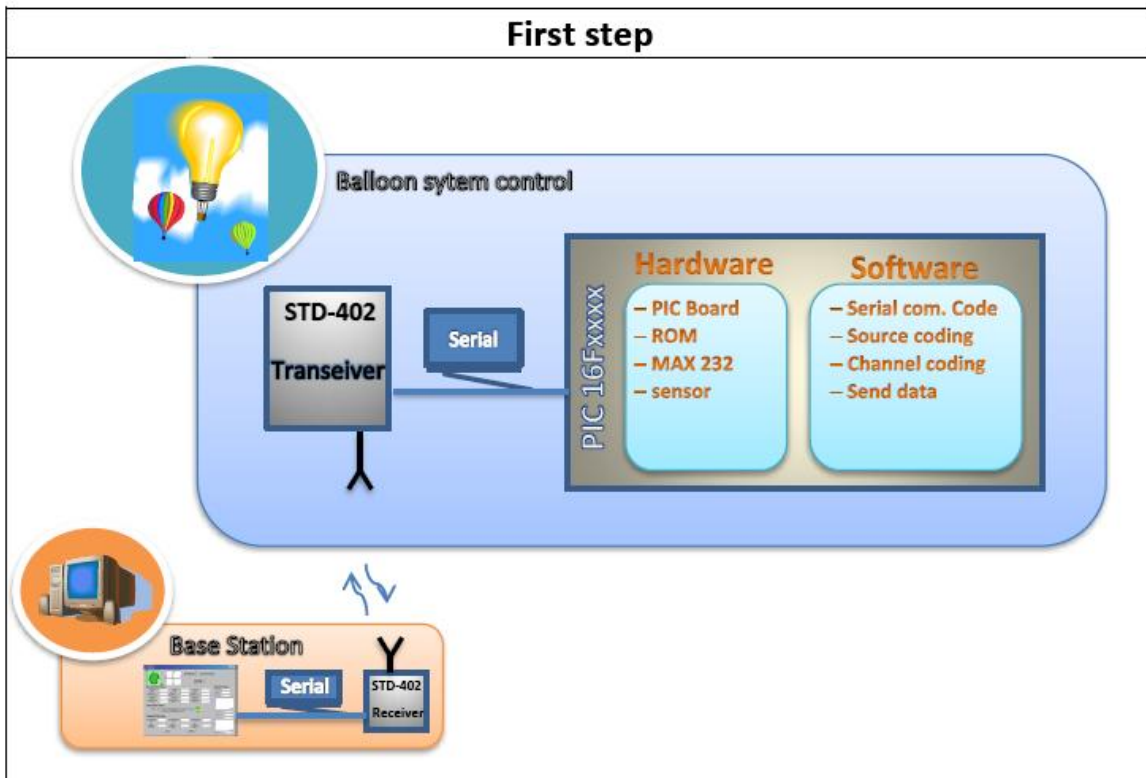 First step
Balloon sytem control
STD-402
Transeiver
Serial
PIC 16Fxxxx
Hardware
– PIC Board
– ROM
– MAX 232
– sensor
Software
– Serial com. Code
– Source coding
– Channel coding
– Send data
Base Station
Serial
STD-402
Receiver